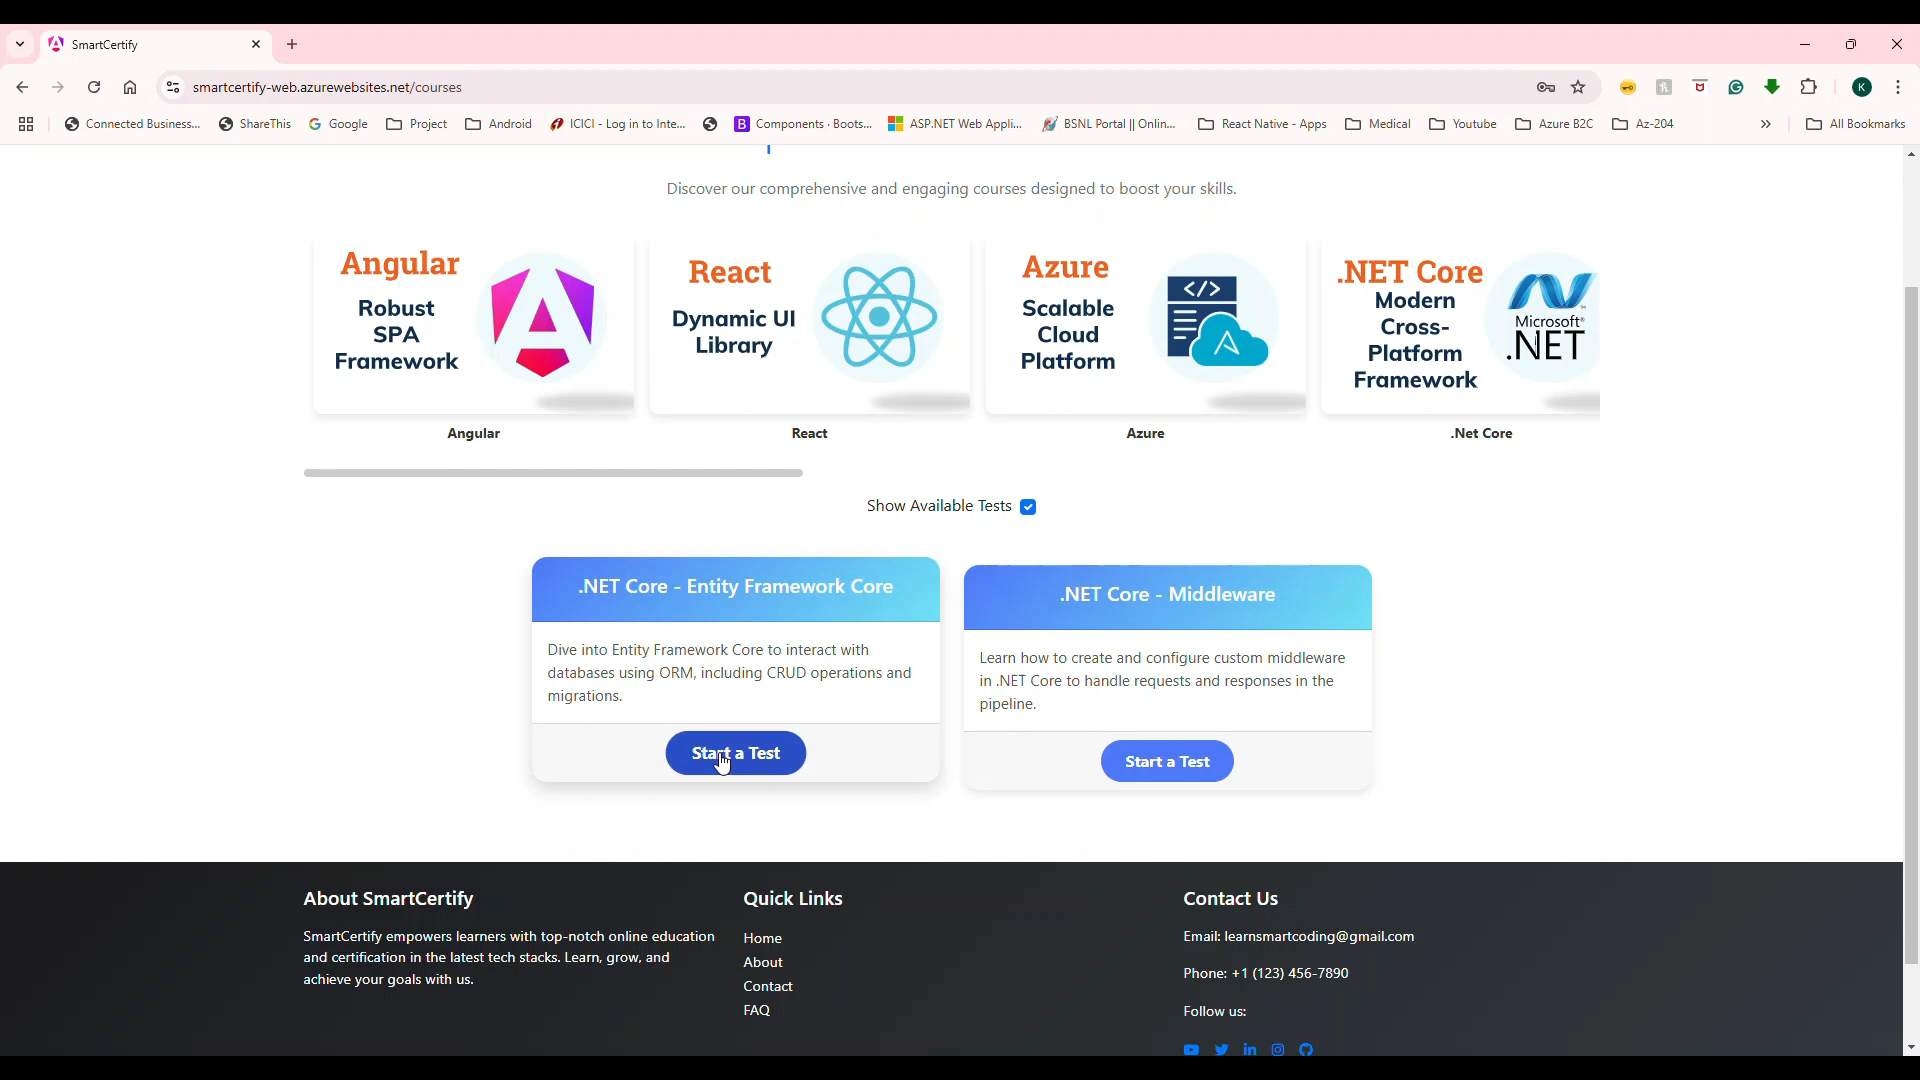 SmartCertify
smartcertify-web.azurewebsites.net/courses
K
Connected Business...
ShareThis
Google
Project
Android
ICICI - Log in to Inte...
Components · Boots...
ASP.NET Web Appli...
BSNL Portal || Onlin...
React Native - Apps
Medical
Youtube
Azure B2C
Az-204
All Bookmarks
Discover our comprehensive and engaging courses designed to boost your skills.
Angular
Robust
SPA
Framework
React
Dynamic UI
Library
Azure
Scalable
Cloud
Platform
.NET Core
Modern
Cross-
Platform
Framework
Microsoft®
.NET
Angular
React
Azure
.Net Core
Show Available Tests
.NET Core - Entity Framework Core
Dive into Entity Framework Core to interact with
databases using ORM, including CRUD operations and
migrations.
Start a Test
.NET Core - Middleware
Learn how to create and configure custom middleware
in .NET Core to handle requests and responses in the
pipeline.
Start a Test
About SmartCertify
SmartCertify empowers learners with top-notch online education
and certification in the latest tech stacks. Learn, grow, and
achieve your goals with us.
Quick Links
Home
About
Contact
FAQ
Contact Us
Email: learnsmartcoding@gmail.com
Phone: +1 (123) 456-7890
Follow us: